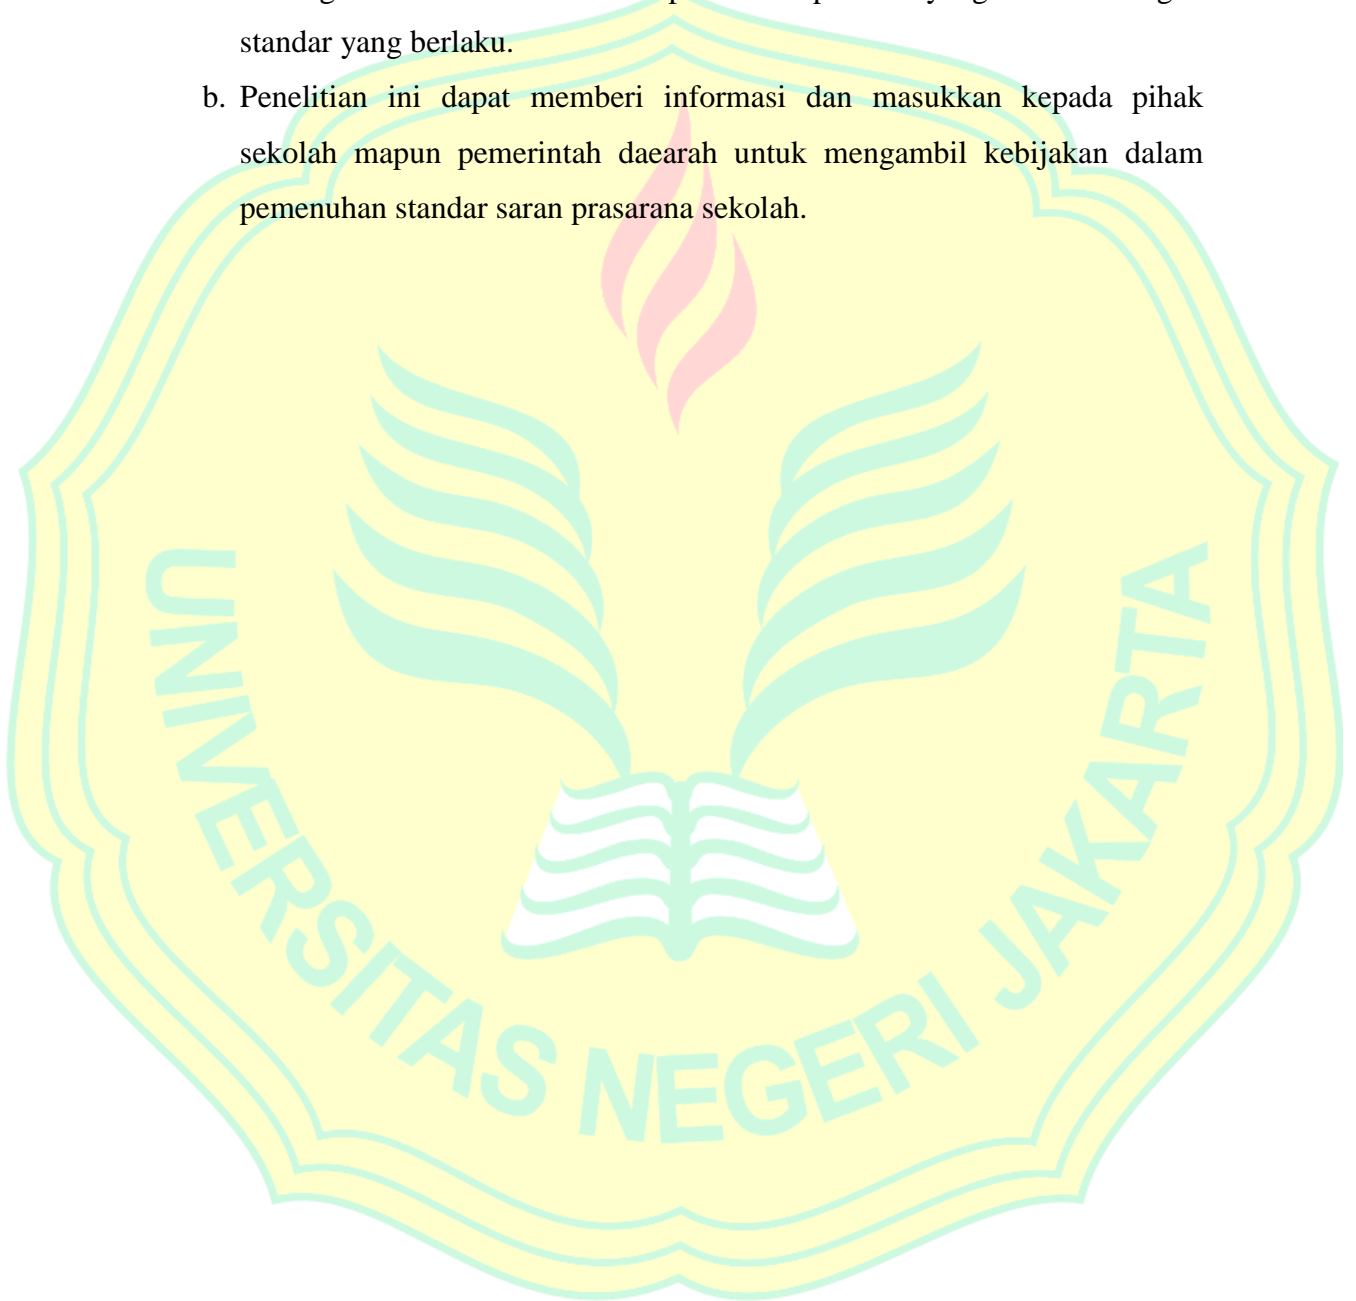 standar yang berlaku.
b. Penelitian ini dapat memberi informasi dan masukkan kepada pihak
sekolah mapun pemerintah daearah untuk mengambil kebijakan dalam
pemenuhan standar saran prasarana sekolah.
UNIVERSITAS NEGERI JAKARTA